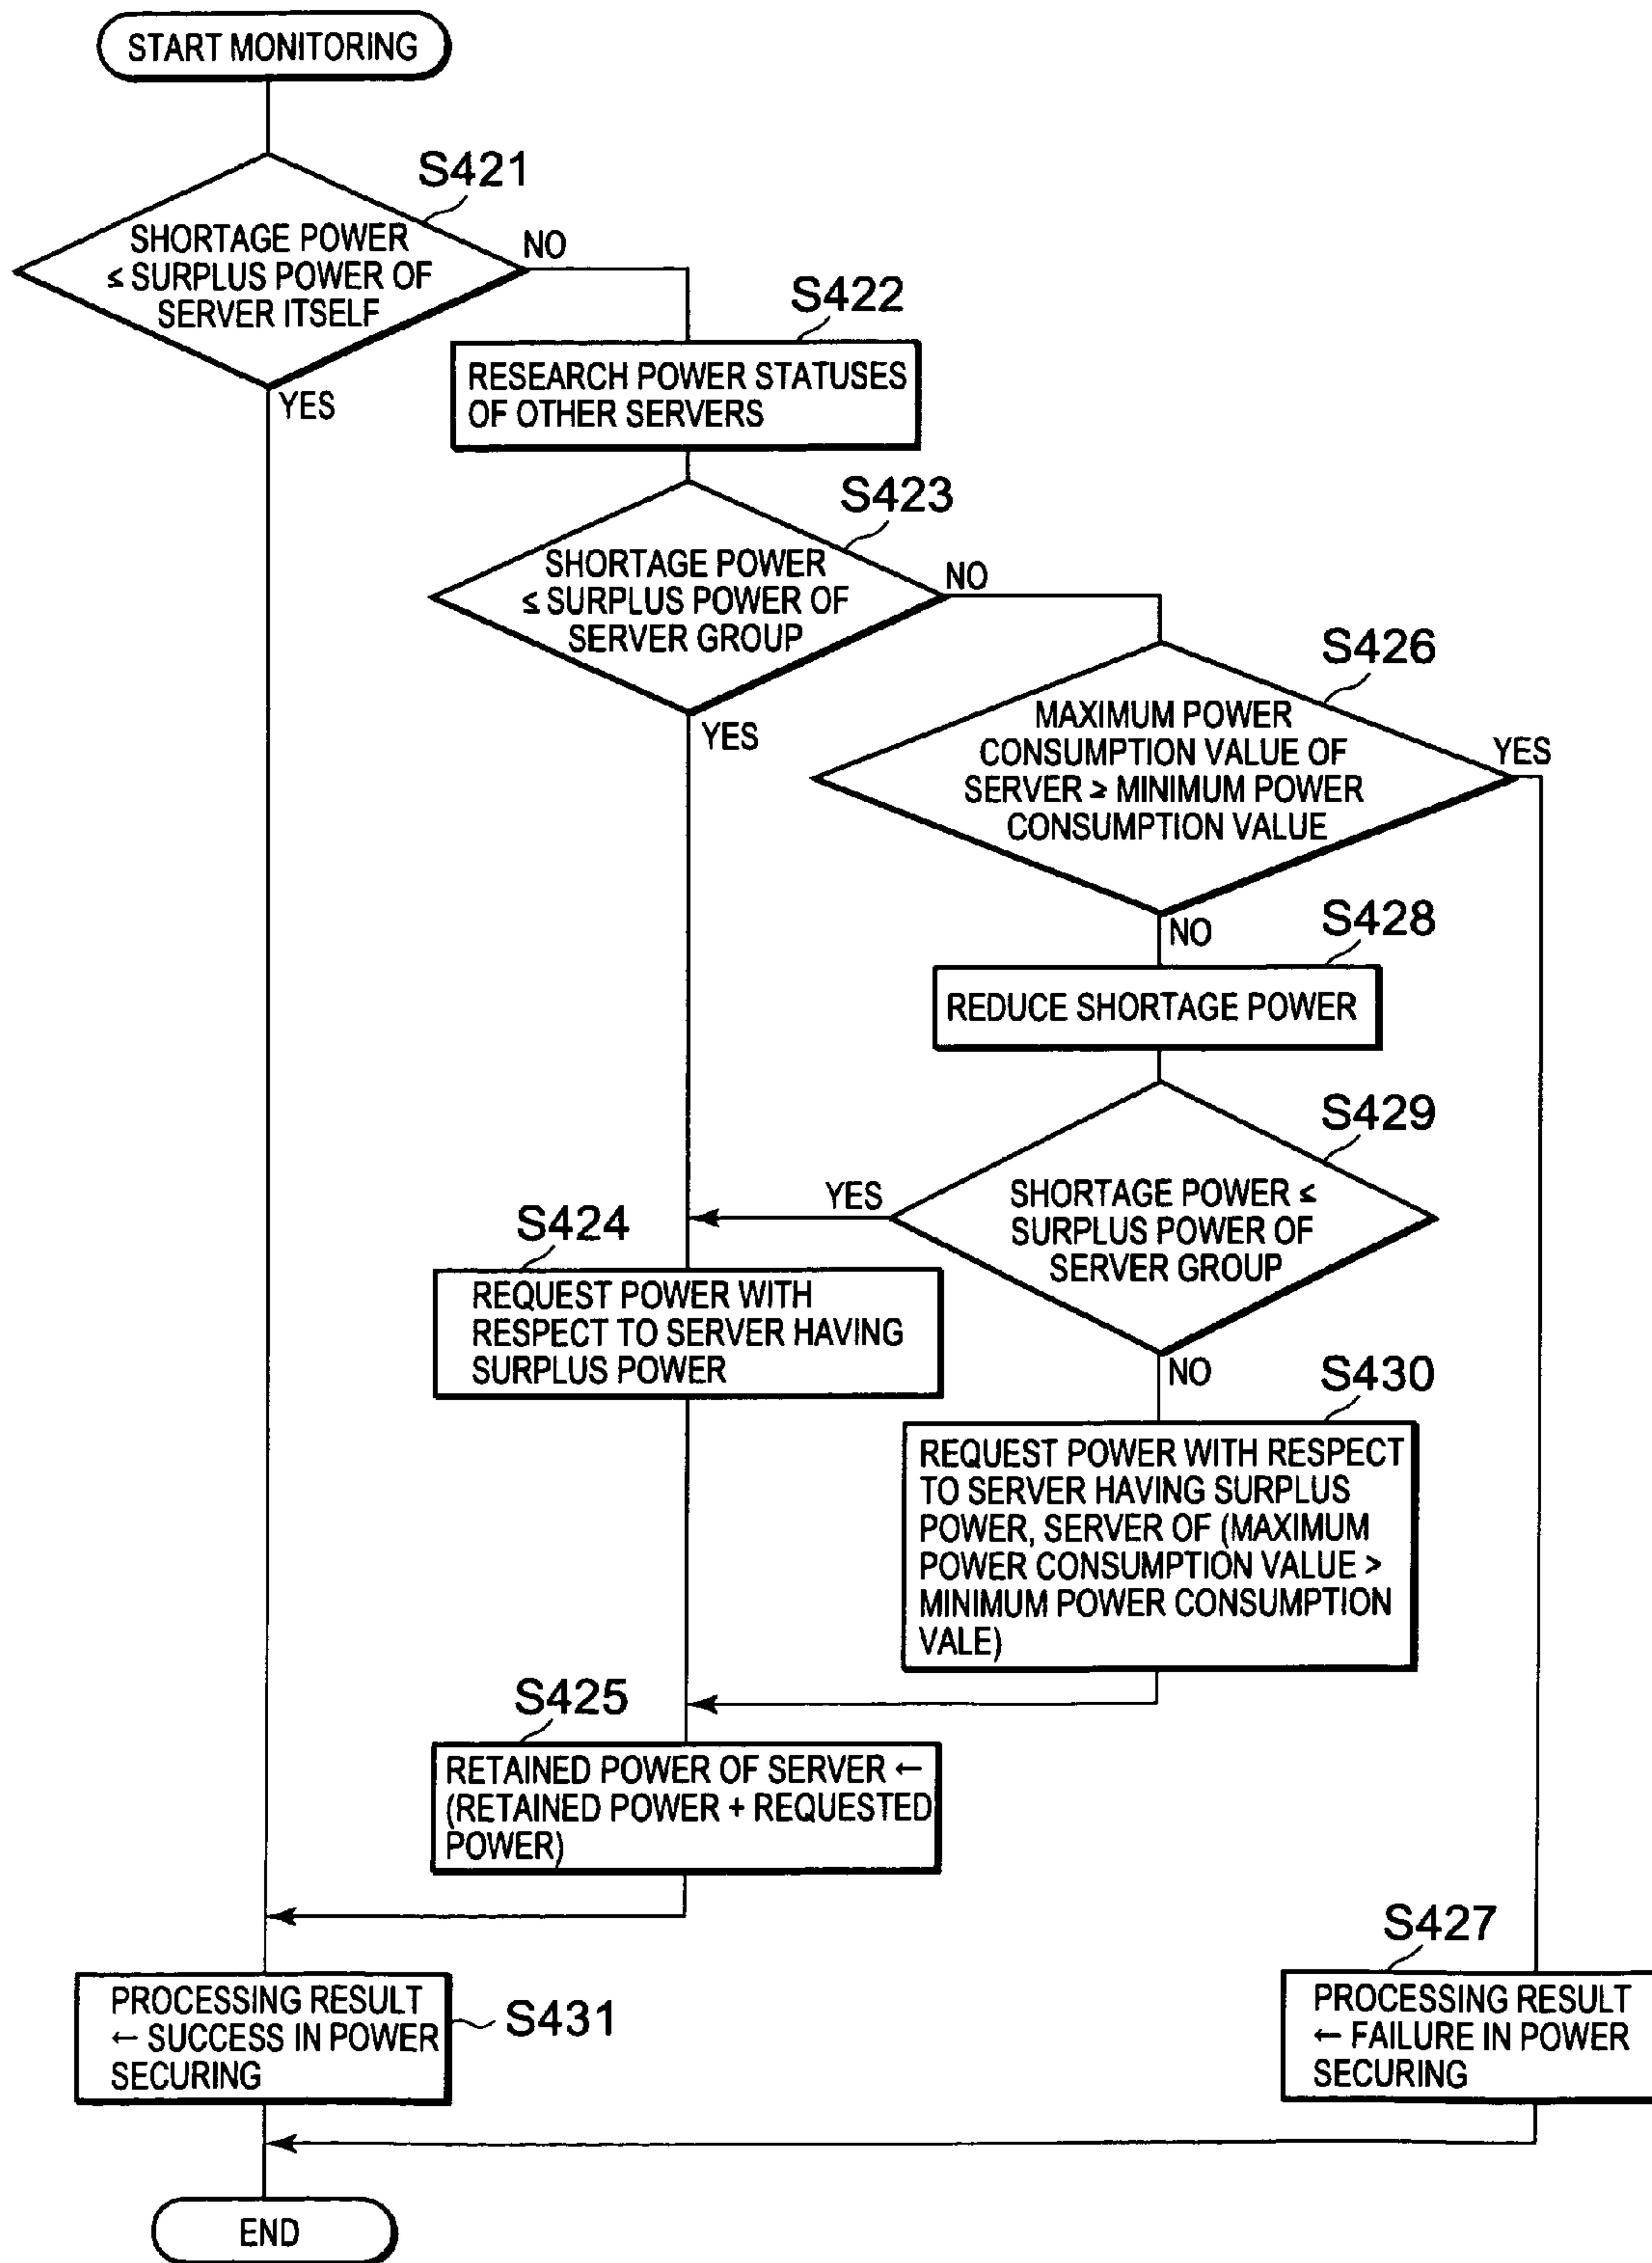 START MONITORING
S421
SHORTAGE POWER
≤ SURPLUS POWER OF
SERVER ITSELF
NO
YES
S422
RESEARCH POWER STATUSES
OF OTHER SERVERS
S423
SHORTAGE POWER
≤ SURPLUS POWER OF
SERVER GROUP
NO
YES
S426
MAXIMUM POWER
CONSUMPTION VALUE OF
SERVER ≥ MINIMUM POWER
CONSUMPTION VALUE
YES
NO
S428
REDUCE SHORTAGE POWER
S429
SHORTAGE POWER ≤
SURPLUS POWER OF
SERVER GROUP
YES
NO
S424
REQUEST POWER WITH
RESPECT TO SERVER HAVING
SURPLUS POWER
S430
REQUEST POWER WITH RESPECT
TO SERVER HAVING SURPLUS
POWER, SERVER OF (MAXIMUM
POWER CONSUMPTION VALUE >
MINIMUM POWER CONSUMPTION
VALE)
S425
RETAINED POWER OF SERVER ←
(RETAINED POWER + REQUESTED
POWER)
S427
PROCESSING RESULT
← FAILURE IN POWER
SECURING
PROCESSING RESULT
← SUCCESS IN POWER
SECURING
S431
END